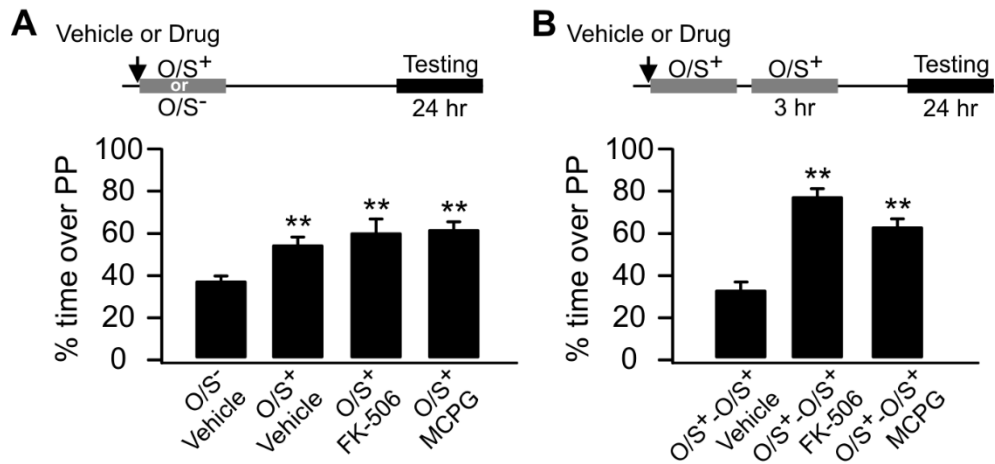 A
Vehicle or Drug
O/S+
or
O/S-
Testing
24 hr
% time over PP
100
80
60
40
20
0
**
**
**
O/S-
Vehicle
O/S+
Vehicle
O/S+
FK-506
O/S+
MCPG
B
Vehicle or Drug
O/S+
O/S+
3 hr
Testing
24 hr
% time over PP
100
80
60
40
20
0
**
**
O/S+-O/S+
Vehicle
O/S+-O/S+
FK-506
O/S+-O/S+
MCPG